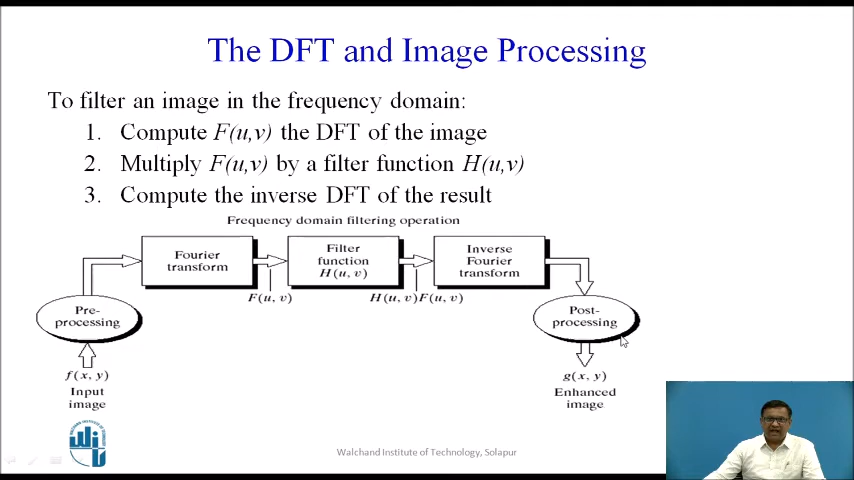 The DFT and Image Processing
To filter an image in the frequency domain:
1. Compute F(u,v) the DFT of the image
2. Multiply F(u,v) by a filter function H(u,v)
3. Compute the inverse DFT of the result
Frequency domain filtering operation
Fourier
transform
Filter
function
H(u, v)
Inverse
Fourier
transform
F(u, v)
H(u, v)F(u, v)
Pre-
processing
Post-
processing
f(x, y)
Input
image
g(x, y)
Enhanced
image
Walchand Institute of Technology, Solapur